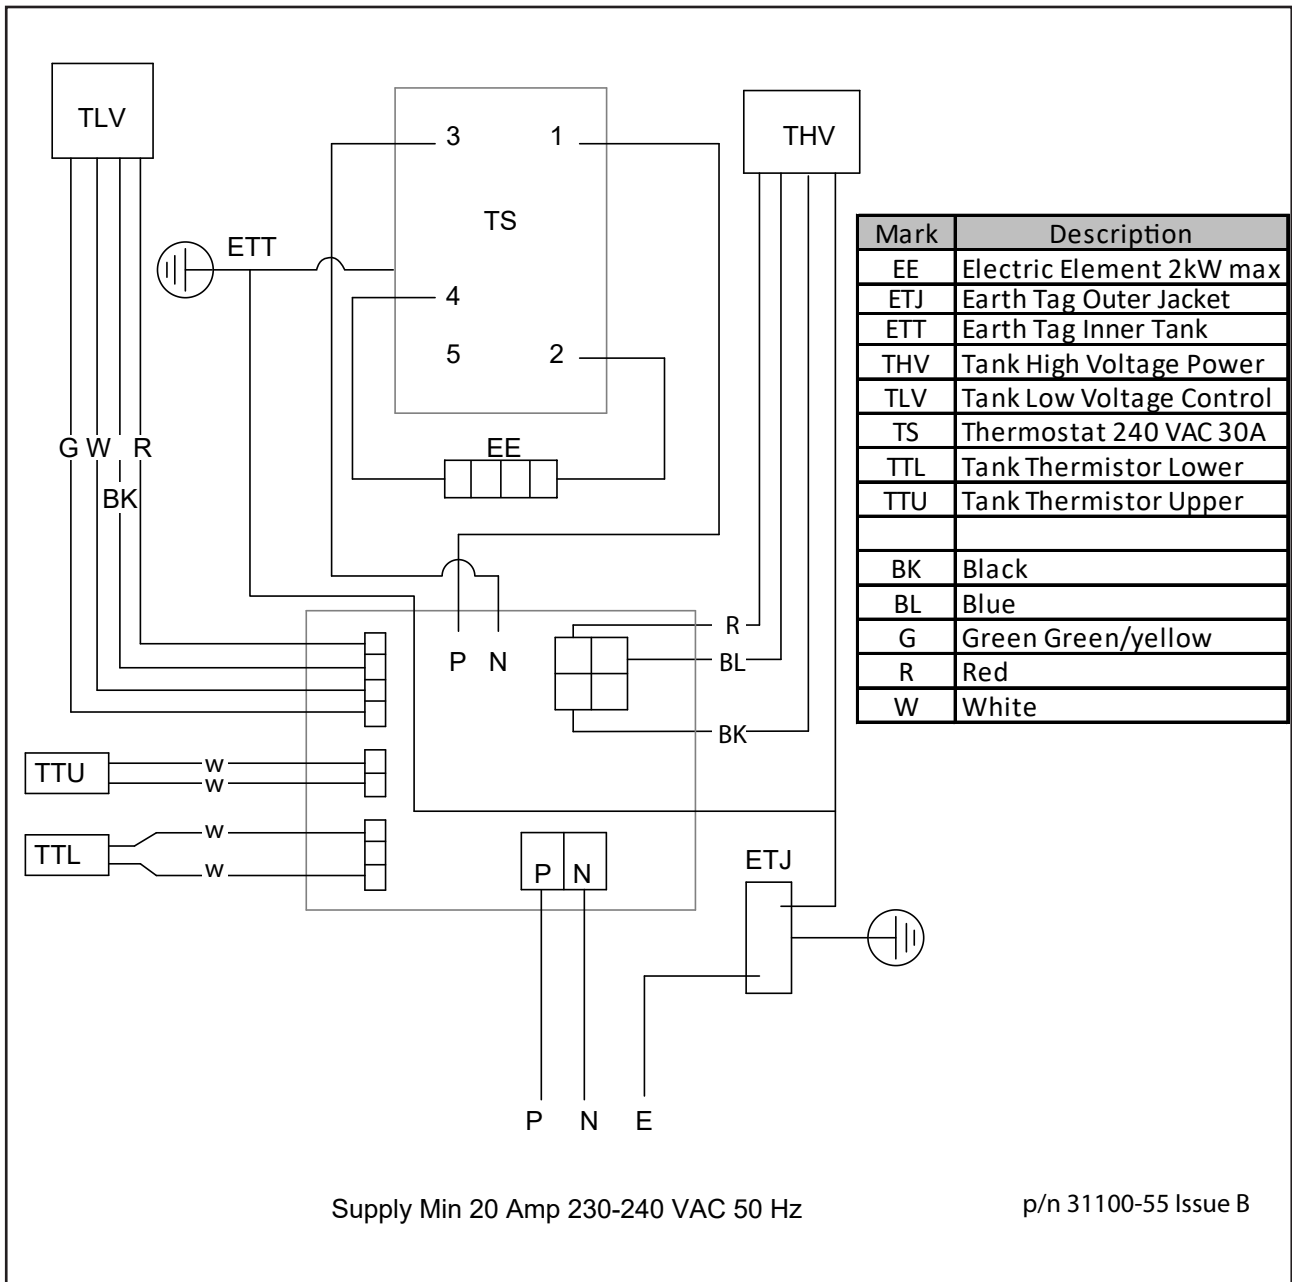 TLV
3 1
THV
TS
ETT
4
5 2
G W R
BK
EE
P N
R
BL
BK
TTU
w
w
TTL
w
w
P N
ETJ
P N E
Mark Description
EE Electric Element 2kW max
ETJ Earth Tag Outer Jacket
ETT Earth Tag Inner Tank
THV Tank High Voltage Power
TLV Tank Low Voltage Control
TS Thermostat 240 VAC 30A
TTL Tank Thermistor Lower
TTU Tank Thermistor Upper
BK Black
BL Blue
G Green Green/yellow
R Red
W White
Supply Min 20 Amp 230-240 VAC 50 Hz
p/n 31100-55 Issue B